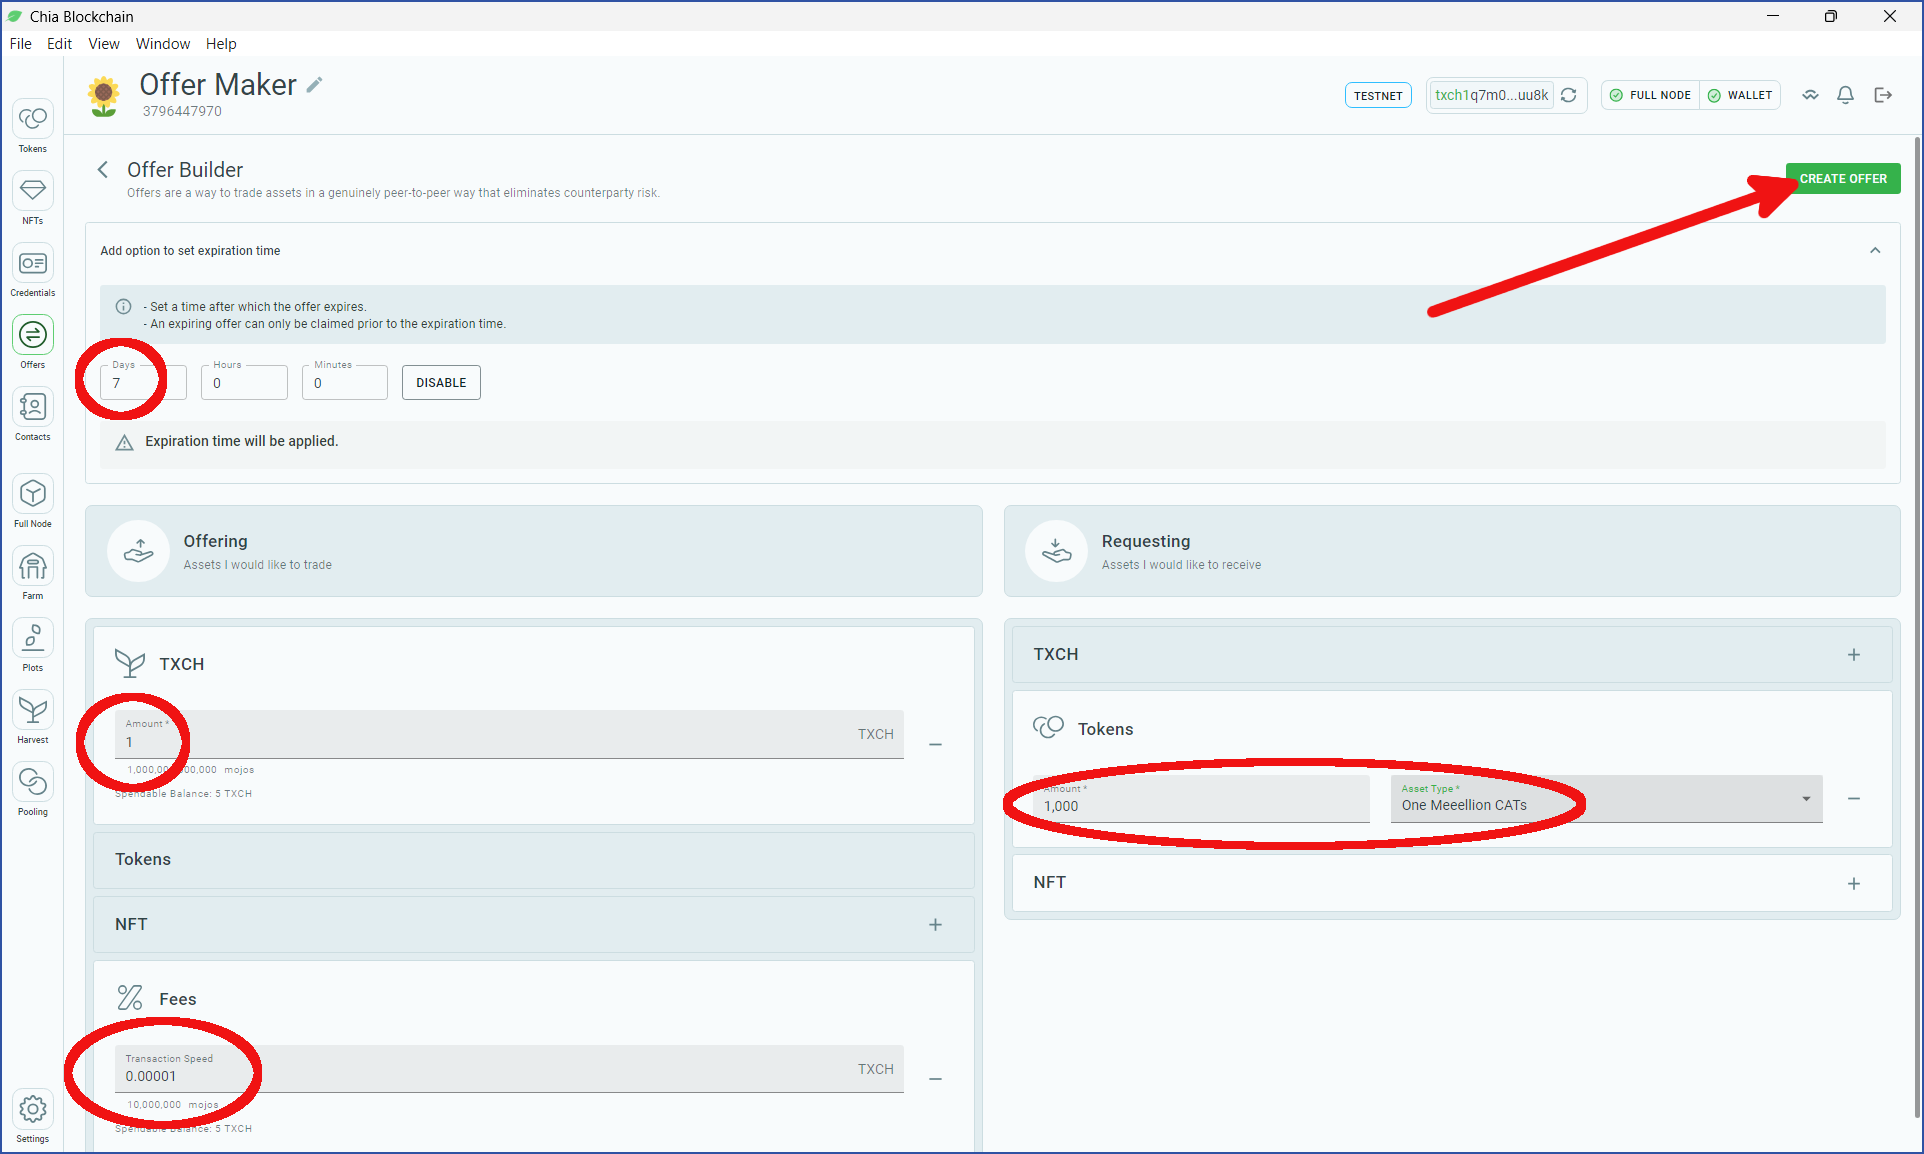 Chia Blockchain
File Edit View Window Help
Offer Maker
3796447970
TESTNET
txch1q7m0...uu8k
FULL NODE
WALLET
Tokens
NFTs
Credentials
Offers
Contacts
Full Node
Farm
Plots
Harvest
Pooling
Settings
Offer Builder
Offers are a way to trade assets in a genuinely peer-to-peer way that eliminates counterparty risk.
CREATE OFFER
Add option to set expiration time
- Set a time after which the offer expires.
- An expiring offer can only be claimed prior to the expiration time.
Days
7
Hours
0
Minutes
0
DISABLE
Expiration time will be applied.
Offering
Assets I would like to trade
TXCH
Amount *
1
TXCH
mojos
Spendable Balance: 5 TXCH
Tokens
NFT
Fees
Transaction Speed
0.00001
TXCH
10,000,000 mojos
Spendable Balance: 5 TXCH
Requesting
Assets I would like to receive
TXCH
Tokens
Amount *
1,000
Asset Type *
One Meeellion CATs
NFT